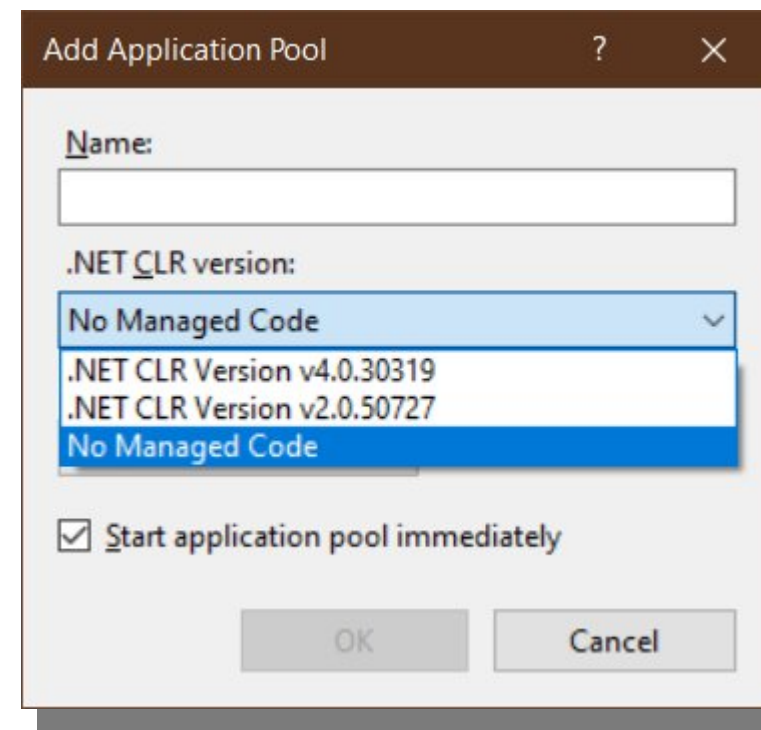 Add Application Pool ? ×
Name:
.NET CLR version:
No Managed Code
.NET CLR Version v4.0.30319
.NET CLR Version v2.0.50727
No Managed Code
Start application pool immediately
OK Cancel